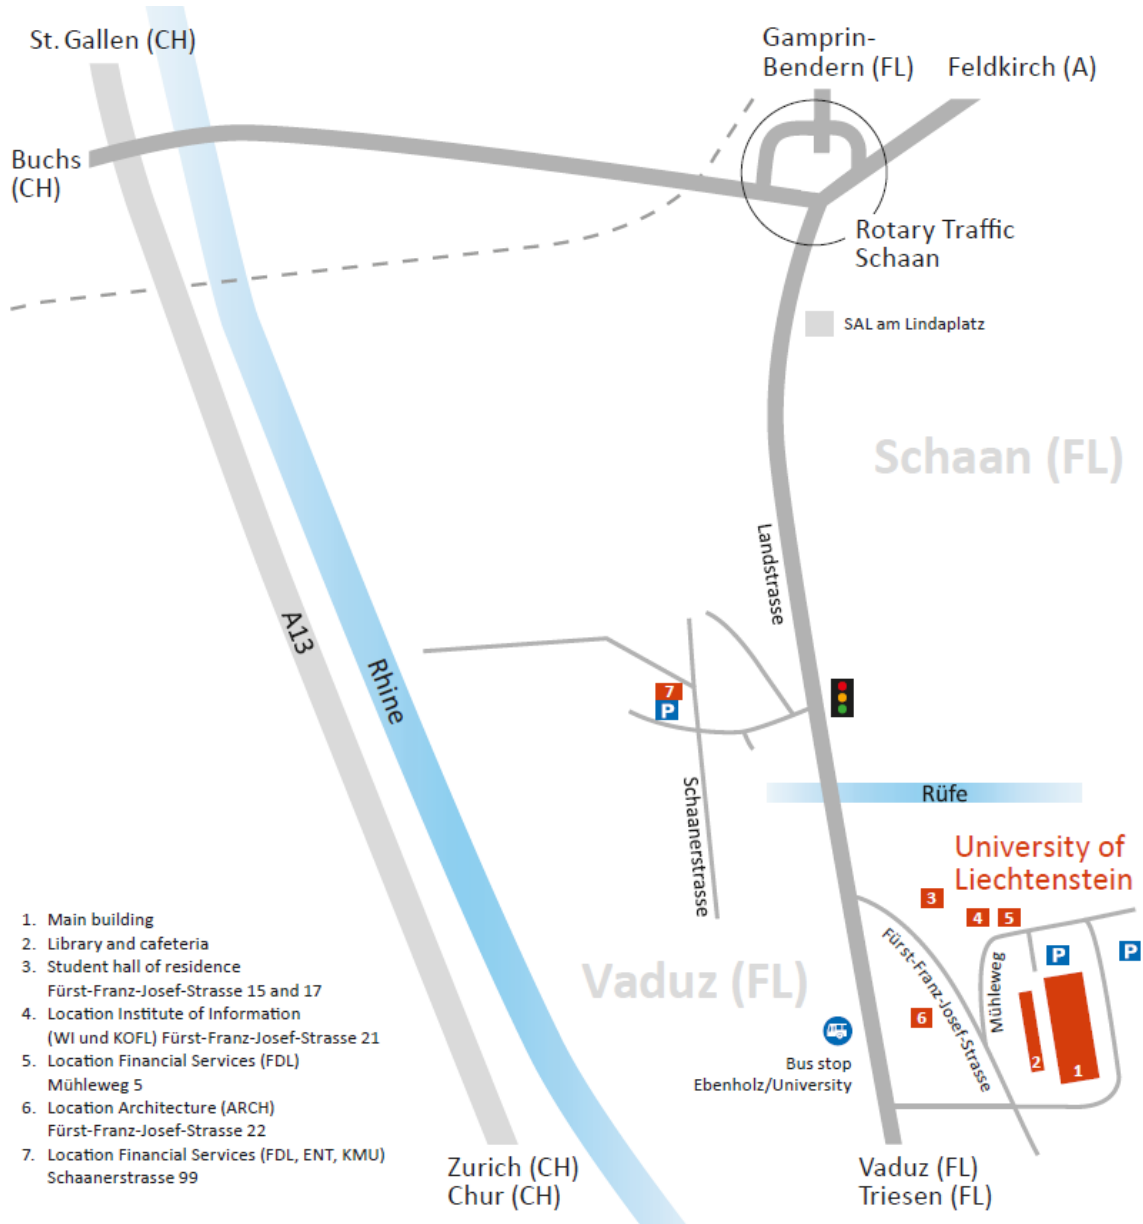 St. Gallen (CH)
Gamprin-
Bendern (FL)
Feldkirch (A)
Buchs
(CH)
Rotary Traffic
Schaan
SAL am Lindaplatz
Schaan (FL)
Landstrasse
A13
Rhine
7
P
Schaanerstrasse
Rüfe
University of
Liechtenstein
3
4
5
P
P
Fürst-Franz-Josef-Strasse
Mühleweg
6
2
1
Vaduz (FL)
Bus stop
Ebenholz/University
1. Main building
2. Library and cafeteria
3. Student hall of residence
Fürst-Franz-Josef-Strasse 15 and 17
4. Location Institute of Information
(WI und KOFL) Fürst-Franz-Josef-Strasse 21
5. Location Financial Services (FDL)
Mühleweg 5
6. Location Architecture (ARCH)
Fürst-Franz-Josef-Strasse 22
7. Location Financial Services (FDL, ENT, KMU)
Schaanerstrasse 99
Zurich (CH)
Chur (CH)
Vaduz (FL)
Triesen (FL)